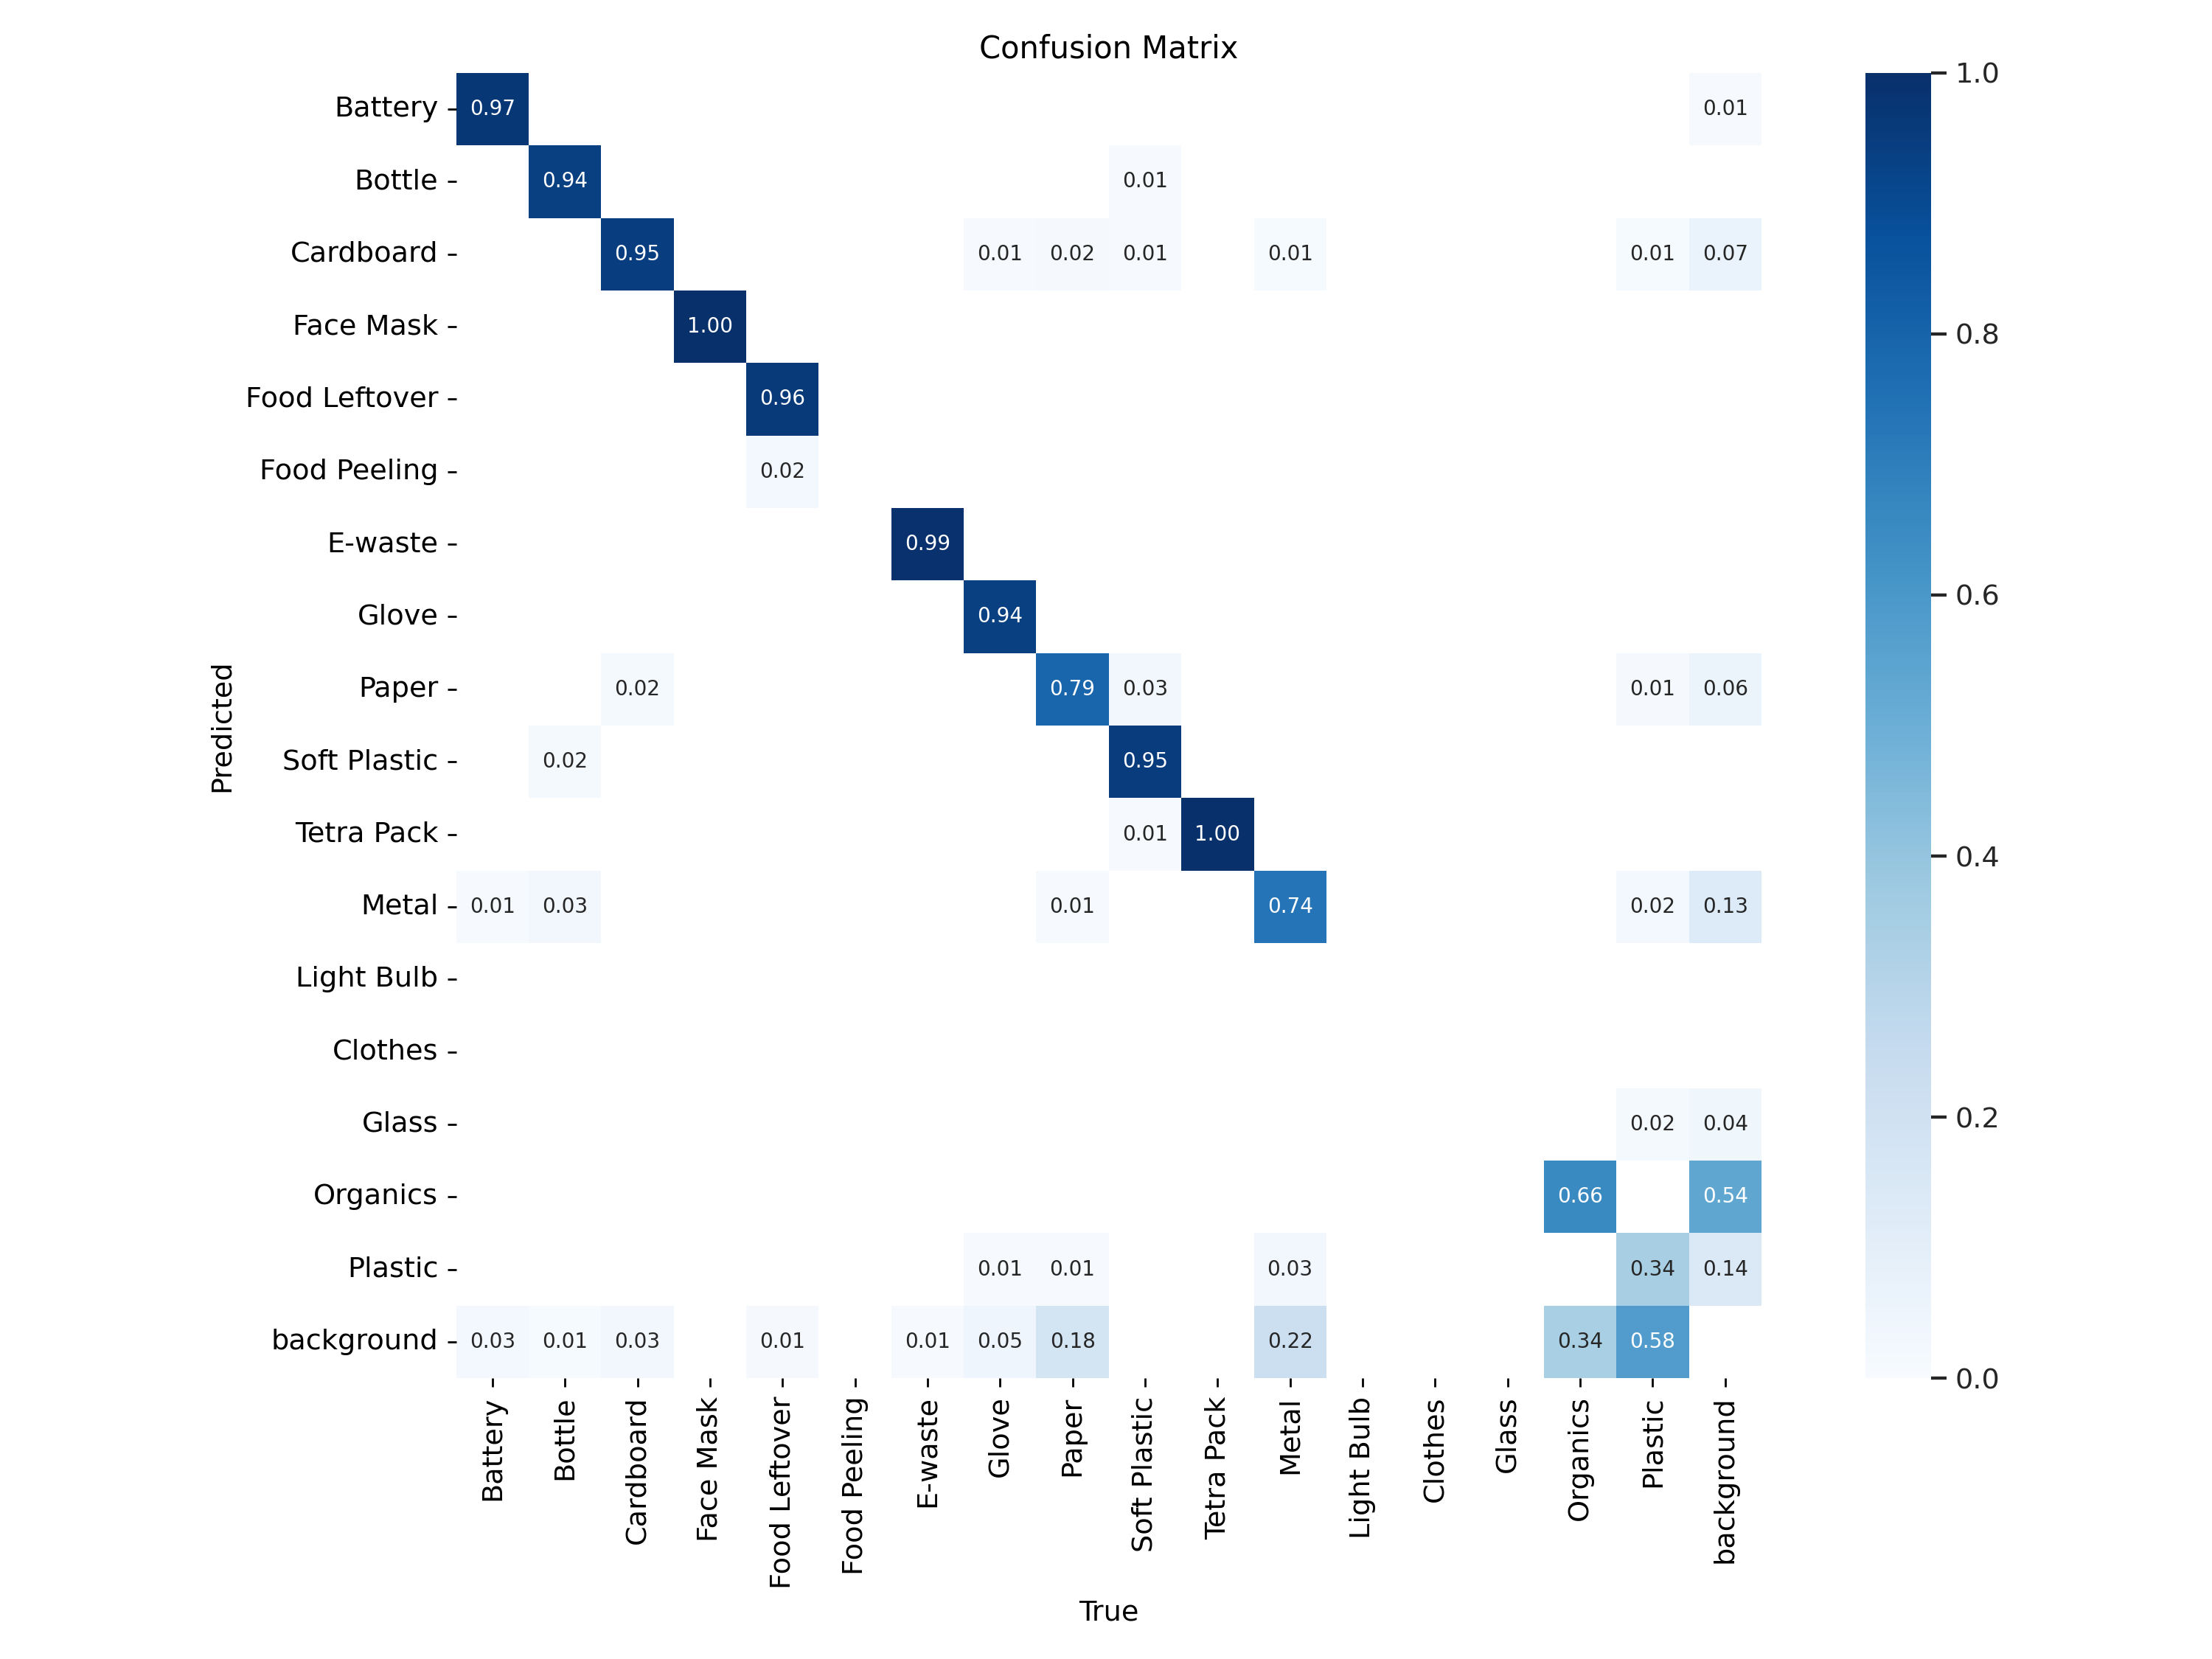 Confusion Matrix
Battery 0.97 0.01
Bottle 0.94 0.01
Cardboard 0.95 0.01 0.02 0.01 0.01 0.01 0.07
Face Mask 1.00
Food Leftover 0.96
Food Peeling 0.02
E-waste 0.99
Glove 0.94
Paper 0.02 0.79 0.03 0.01 0.06
Soft Plastic 0.02 0.95
Tetra Pack 0.01 1.00
Metal 0.01 0.03 0.01 0.74 0.02 0.13
Light Bulb
Clothes
Glass 0.02 0.04
Organics 0.66 0.54
Plastic 0.01 0.01 0.03 0.34 0.14
background 0.03 0.01 0.03 0.01 0.01 0.05 0.18 0.22 0.34 0.58
Predicted
Battery Bottle Cardboard Face Mask Food Leftover Food Peeling E-waste Glove Paper Soft Plastic Tetra Pack Metal Light Bulb Clothes Glass Organics Plastic background
True
1.0
0.8
0.6
0.4
0.2
0.0